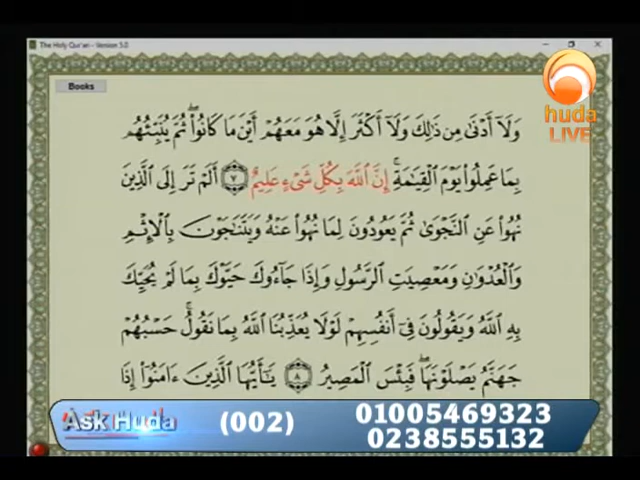 The Holy Qur'an - Version 5.0
Books
huda
LIVE
وَلَآ أَدْنَىٰ مِن ذَٰلِكَ وَلَآ أَكْثَرَ إِلَّا هُوَ مَعَهُمْ أَيْنَ مَا كَانُوا۟ ۖ ثُمَّ يُنَبِّئُهُم
بِمَا عَمِلُوا۟ يَوْمَ ٱلْقِيَٰمَةِ ۚ إِنَّ ٱللَّهَ بِكُلِّ شَىْءٍ عَلِيمٌ ٧ أَلَمْ تَرَ إِلَى ٱلَّذِينَ
نُهُوا۟ عَنِ ٱلنَّجْوَىٰ ثُمَّ يَعُودُونَ لِمَا نُهُوا۟ عَنْهُ وَيَتَنَٰجَوْنَ بِٱلْإِثْمِ
وَٱلْعُدْوَٰنِ وَمَعْصِيَتِ ٱلرَّسُولِ وَإِذَا جَآءُوكَ حَيَّوْكَ بِمَا لَمْ يُحَيِّكَ
بِهِ ٱللَّهُ وَيَقُولُونَ فِىٓ أَنفُسِهِمْ لَوْلَا يُعَذِّبُنَا ٱللَّهُ بِمَا نَقُولُ ۚ حَسْبُهُمْ
جَهَنَّمُ يَصْلَوْنَهَا ۖ فَبِئْسَ ٱلْمَصِيرُ ٨ يَٰٓأَيُّهَا ٱلَّذِينَ ءَامَنُوٓا۟ إِذَا
Ask Huda (002) 01005469323
0238555132